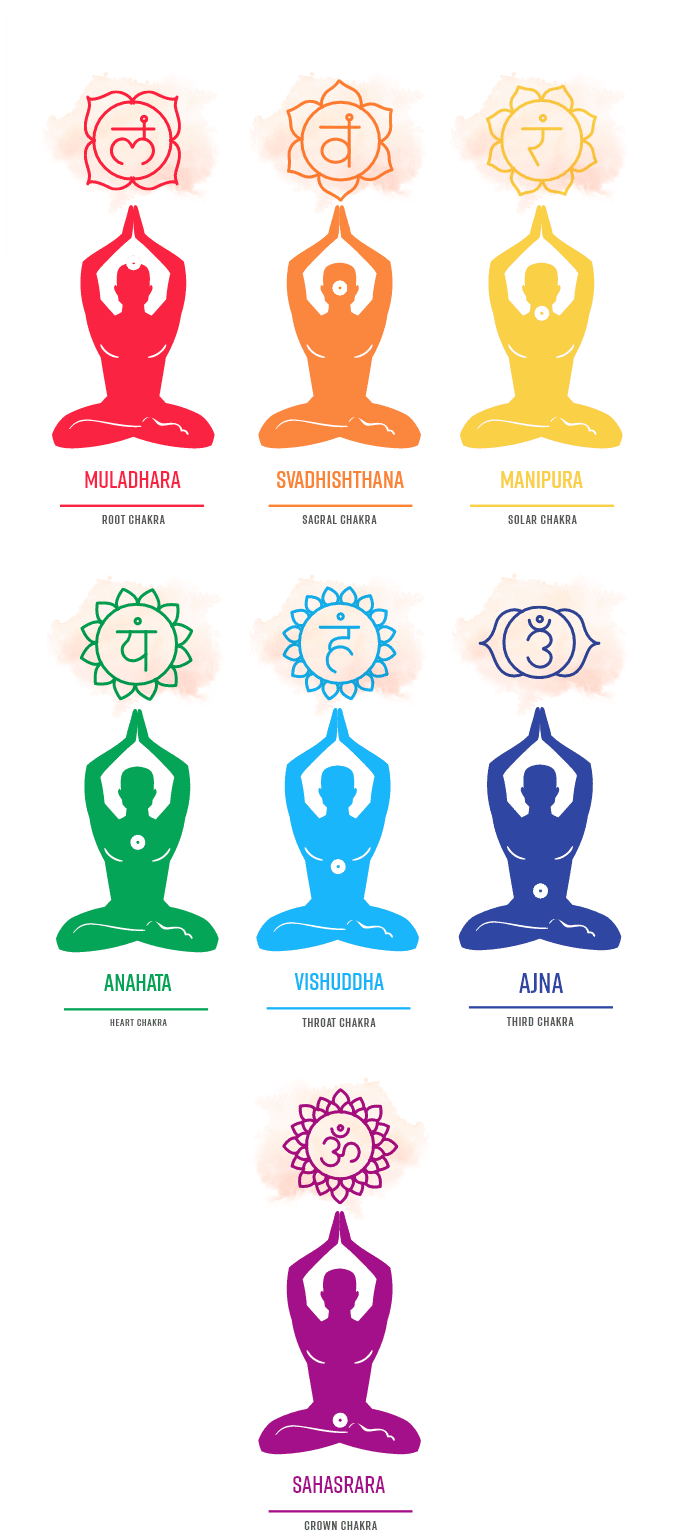 लं
वं
रं
MULADHARA
SVADHISHTHANA
MANIPURA
ROOT CHAKRA
SACRAL CHAKRA
SOLAR CHAKRA
यं
हं
ॐ
ANAHATA
VISHUDDHA
AJNA
HEART CHAKRA
THROAT CHAKRA
THIRD CHAKRA
ॐ
SAHASRARA
CROWN CHAKRA